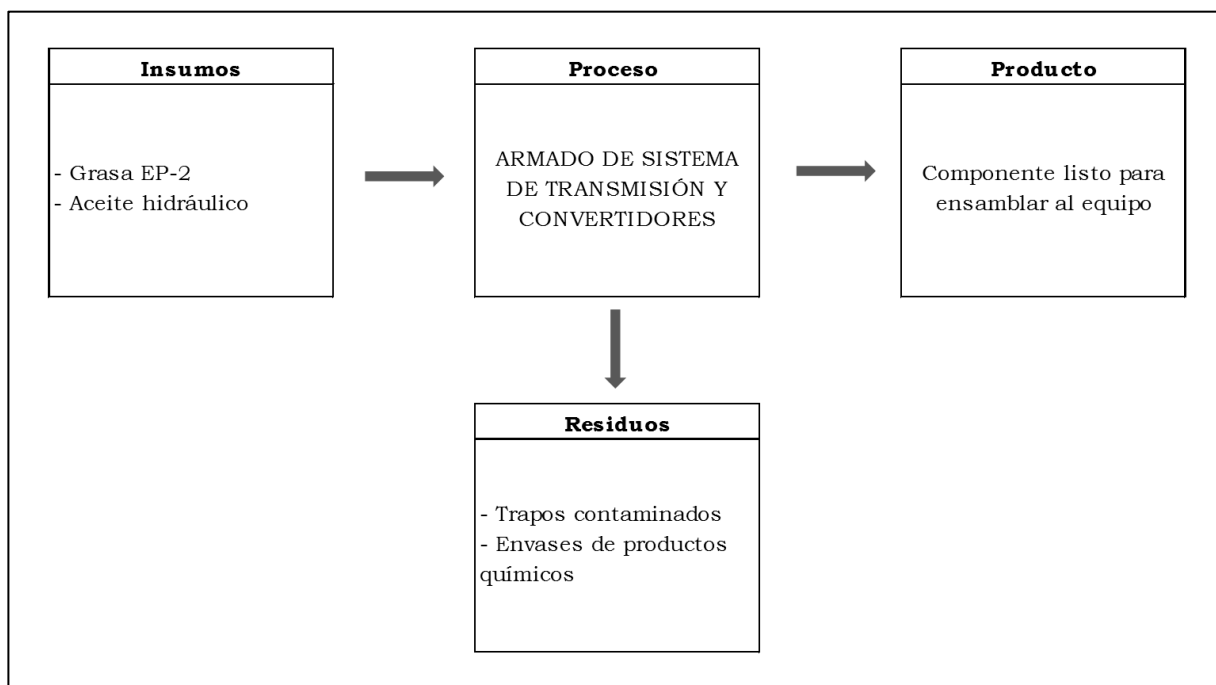 Insumos
- Grasa EP-2
- Aceite hidráulico
Proceso
ARMADO DE SISTEMA
DE TRANSMISIÓN Y
CONVERTIDORES
Producto
Componente listo para
ensamblar al equipo
Residuos
- Trapos contaminados
- Envases de productos
químicos